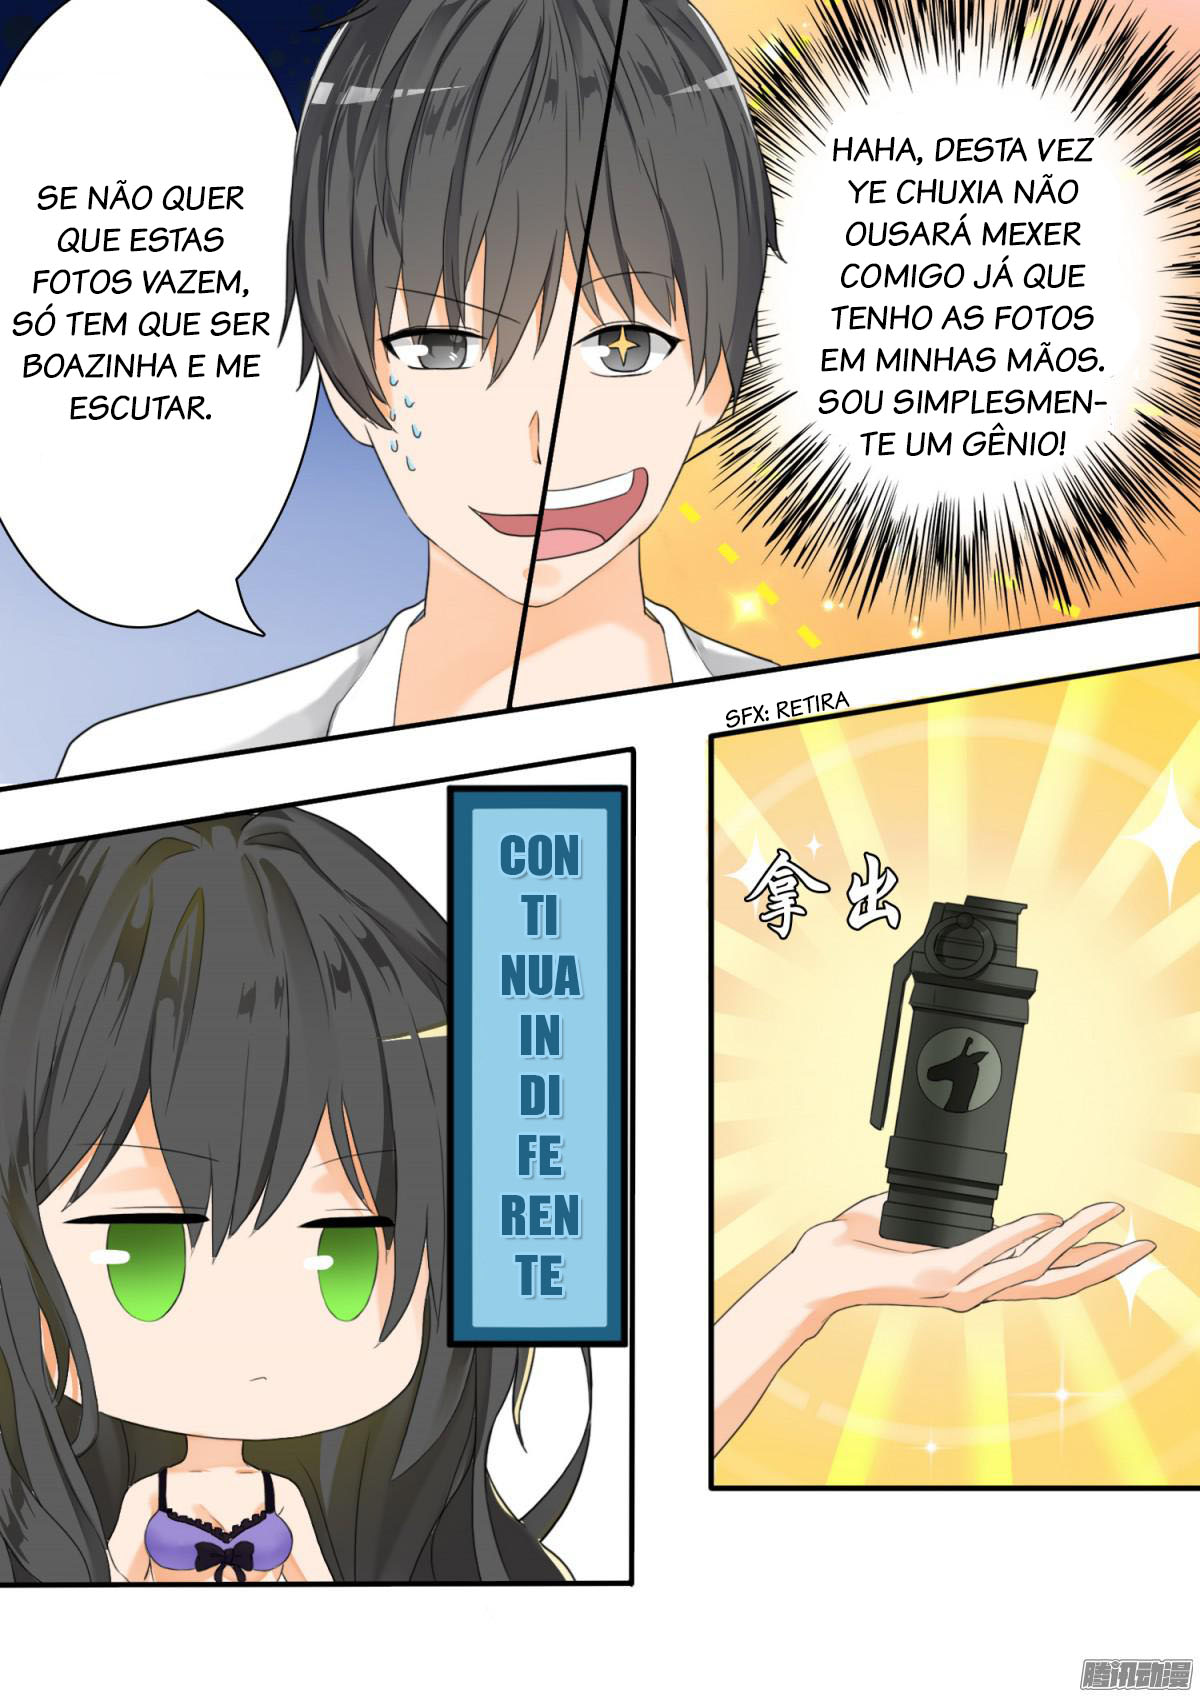 SE NÃO QUER
QUE ESTAS
FOTOS VAZEM,
SÓ TEM QUE SER
BOAZINHA E ME
ESCUTAR.
HAHA, DESTA VEZ
YE CHUXIA NÃO
OUSARÁ MEXER
COMIGO JÁ QUE
TENHO AS FOTOS
EM MINHAS MÃOS.
SOU SIMPLESMEN-
TE UM GÊNIO!
CON
TI
NUA
IN
DI
FE
REN
TE
SFX: RETIRA
拿出
腾讯动漫